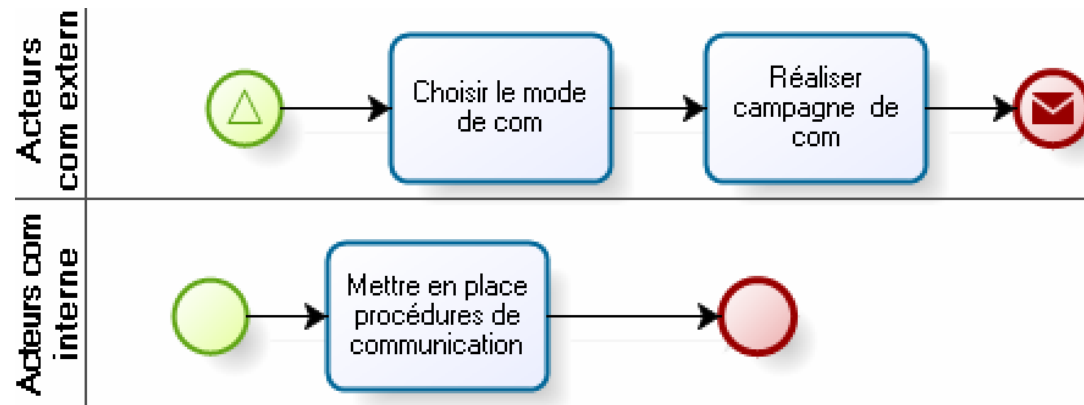 Acteurs
com extern
Choisir le mode
de com
Réaliser
campagne de
com
Acteurs com
interne
Mettre en place
procédures de
communication